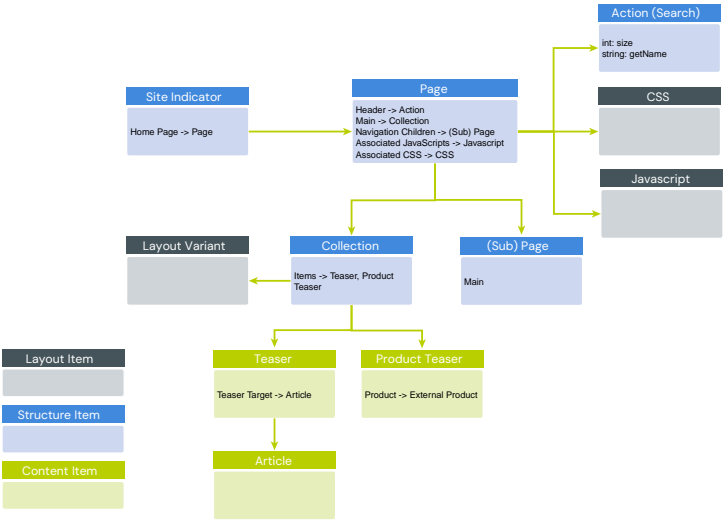 Action (Search)
int: size
string: getName
Page
Header -> Action
Main -> Collection
Navigation Children -> (Sub) Page
Associated JavaScripts -> Javascript
Associated CSS -> CSS
Site Indicator
Home Page -> Page
CSS
Javascript
Layout Variant
Collection
Items -> Teaser, Product
Teaser
(Sub) Page
Main
Layout Item
Teaser
Teaser Target -> Article
Product Teaser
Product -> External Product
Structure Item
Content Item
Article